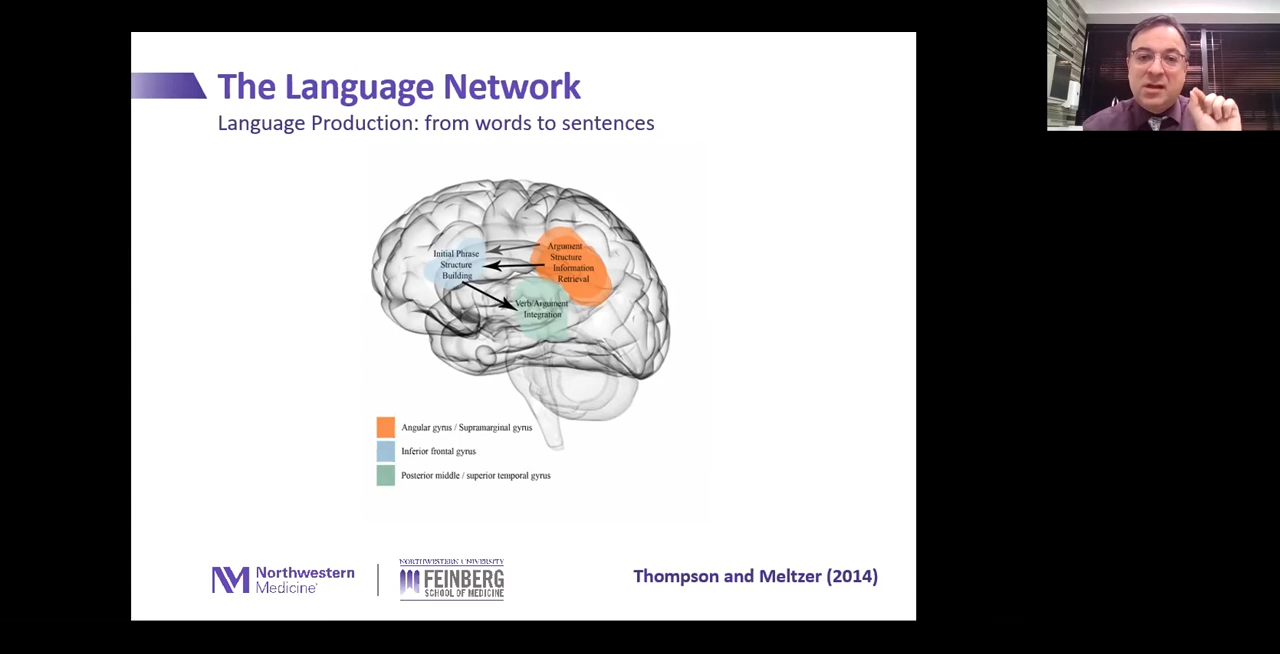 The Language Network
Language Production: from words to sentences
Initial Phrase
Structure
Building
Argument
Structure
Information
Retrieval
Verb/Argument
Integration
Angular gyrus / Supramarginal gyrus
Inferior frontal gyrus
Posterior middle / superior temporal gyrus
Northwestern
Medicine
NORTHWESTERN UNIVERSITY
FEINBERG
SCHOOL OF MEDICINE
Thompson and Meltzer (2014)